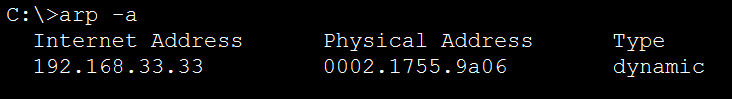 C:\>arp -a
Internet Address Physical Address Type
192.168.33.33 0002.1755.9a06 dynamic